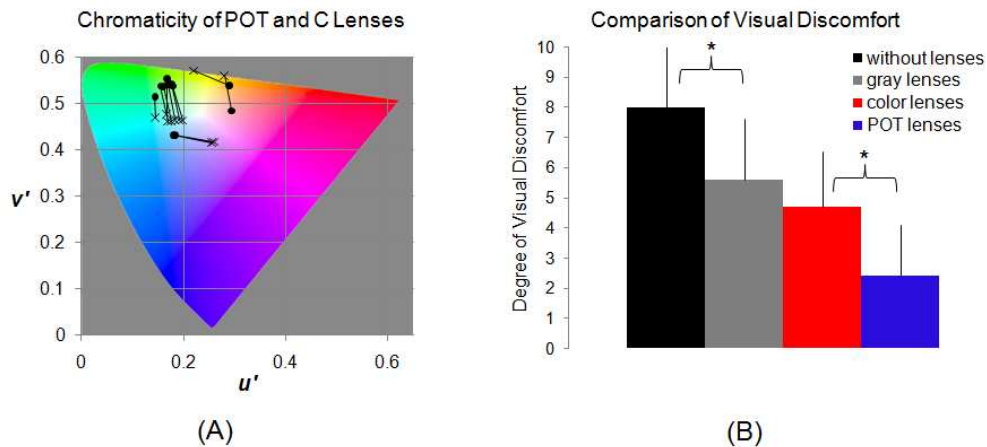 Chromaticity of POT and C Lenses
0.6
0.5
0.4
0.3
0.2
0.1
0
v'
0
0.2
0.4
0.6
u'
(A)
Comparison of Visual Discomfort
10
9
8
7
6
5
4
3
2
1
0
Degree of Visual Discomfort
*
*
without lenses
gray lenses
color lenses
POT lenses
(B)